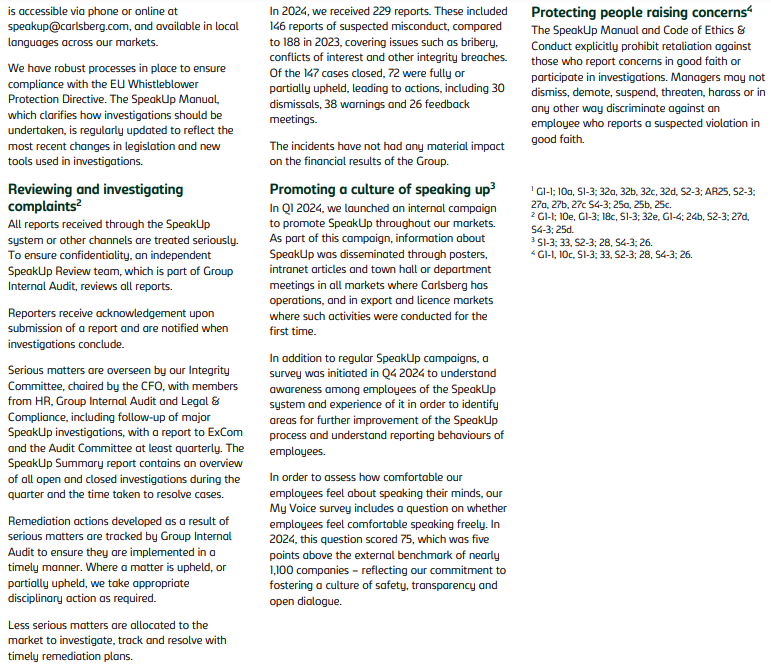 is accessible via phone or online at
speakup@carlsberg.com, and available in local
languages across our markets.
We have robust processes in place to ensure
compliance with the EU Whistleblower
Protection Directive. The SpeakUp Manual,
which clarifies how investigations should be
undertaken, is regularly updated to reflect the
most recent changes in legislation and new
tools used in investigations.
Reviewing and investigating
complaints²
All reports received through the SpeakUp
system or other channels are treated seriously.
To ensure confidentiality, an independent
SpeakUp Review team, which is part of Group
Internal Audit, reviews all reports.
Reporters receive acknowledgement upon
submission of a report and are notified when
investigations conclude.
Serious matters are overseen by our Integrity
Committee, chaired by the CFO, with members
from HR, Group Internal Audit and Legal &
Compliance, including follow-up of major
SpeakUp investigations, with a report to ExCom
and the Audit Committee at least quarterly. The
SpeakUp Summary report contains an overview
of all open and closed investigations during the
quarter and the time taken to resolve cases.
Remediation actions developed as a result of
serious matters are tracked by Group Internal
Audit to ensure they are implemented in a
timely manner. Where a matter is upheld, or
partially upheld, we take appropriate
disciplinary action as required.
Less serious matters are allocated to the
market to investigate, track and resolve with
timely remediation plans.
In 2024, we received 229 reports. These included
146 reports of suspected misconduct, compared
to 188 in 2023, covering issues such as bribery,
conflicts of interest and other integrity breaches.
Of the 147 cases closed, 72 were fully or
partially upheld, leading to actions, including 30
dismissals, 38 warnings and 26 feedback
meetings.
The incidents have not had any material impact
on the financial results of the Group.
Promoting a culture of speaking up³
In Q1 2024, we launched an internal campaign
to promote SpeakUp throughout our markets.
As part of this campaign, information about
SpeakUp was disseminated through posters,
intranet articles and town hall or department
meetings in all markets where Carlsberg has
operations, and in export and licence markets
where such activities were conducted for the
first time.
In addition to regular SpeakUp campaigns, a
survey was initiated in Q4 2024 to understand
awareness among employees of the SpeakUp
system and experience of it in order to identify
areas for further improvement of the SpeakUp
process and understand reporting behaviours of
employees.
In order to assess how comfortable our
employees feel about speaking their minds, our
My Voice survey includes a question on whether
employees feel comfortable speaking freely. In
2024, this question scored 75, which was five
points above the external benchmark of nearly
1,100 companies – reflecting our commitment to
fostering a culture of safety, transparency and
open dialogue.
Protecting people raising concerns⁴
The SpeakUp Manual and Code of Ethics &
Conduct explicitly prohibit retaliation against
those who report concerns in good faith or
participate in investigations. Managers may not
dismiss, demote, suspend, threaten, harass or in
any other way discriminate against an
employee who reports a suspected violation in
good faith.
¹ G1-1; 10a, S1-3; 32a, 32b, 32c, 32d, S2-3; AR25, S2-3;
27a, 27b, 27c S4-3; 25a, 25b, 25c.
² G1-1; 10e, G1-3; 18c, S1-3; 32e, G1-4; 24b, S2-3; 27d,
S4-3; 25d.
³ S1-3; 33, S2-3; 28, S4-3; 26.
⁴ G1-1, 10c, S1-3; 33, S2-3; 28, S4-3; 26.